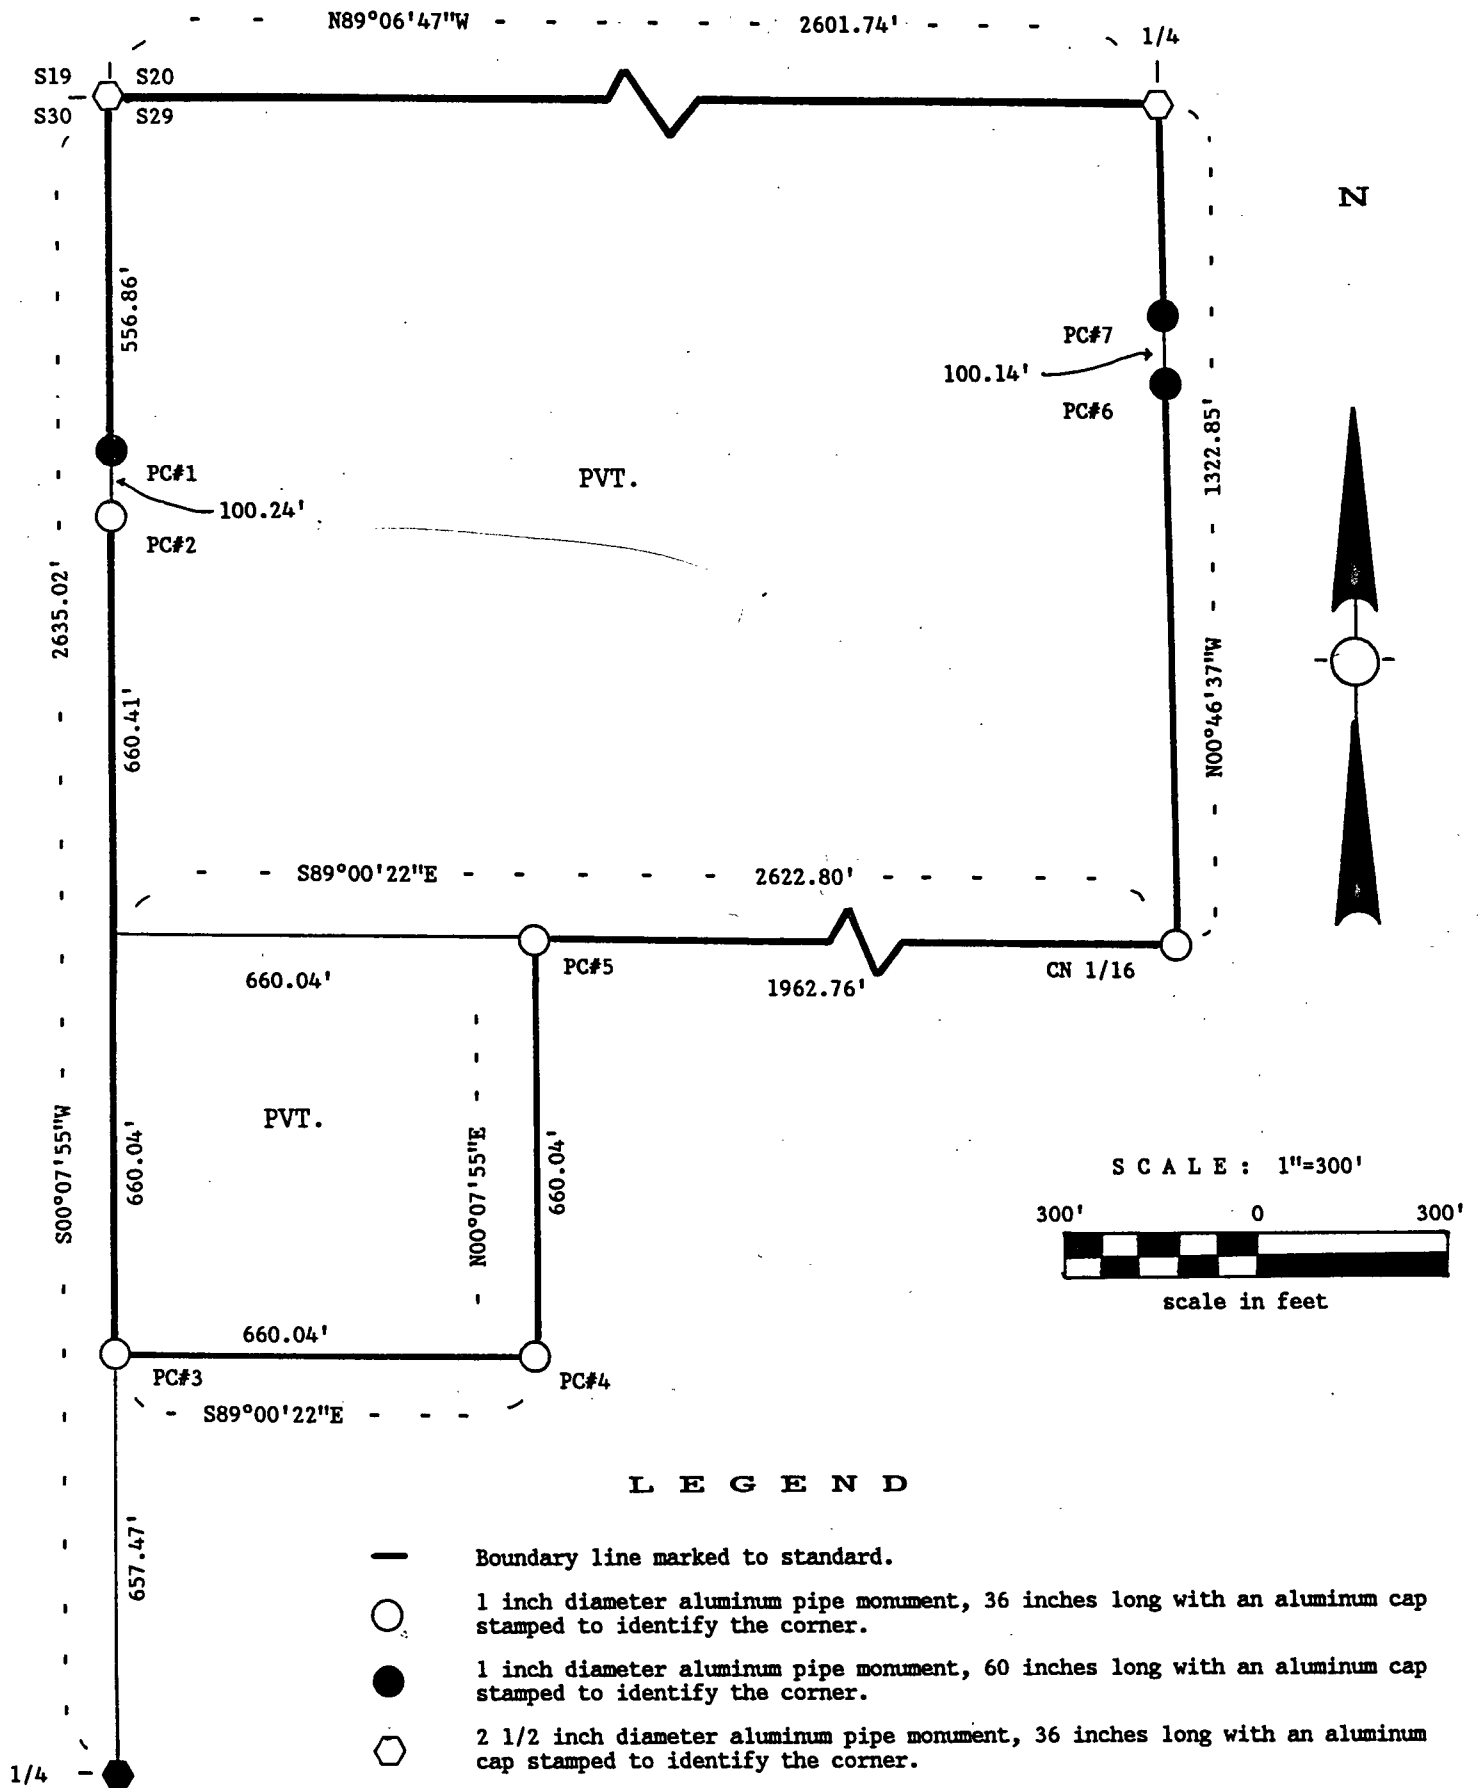 N89°06'47"W 2601.74'
1/4
S19 S20
S30 S29
N
556.86'
PC#7
100.14'
PC#6
1322.85'
PC#1
PVT.
100.24'
PC#2
2635.02'
N00°46'37"W
660.41'
S89°00'22"E 2622.80'
PC#5
660.04'
CN 1/16
1962.76'
PVT.
S00°07'55"W
660.04'
N00°07'55"E
660.04'
SCALE: 1"=300'
300' 0 300'
scale in feet
660.04'
PC#3
PC#4
S89°00'22"E
LEGEND
657.47'
Boundary line marked to standard.
1 inch diameter aluminum pipe monument, 36 inches long with an aluminum cap
stamped to identify the corner.
1 inch diameter aluminum pipe monument, 60 inches long with an aluminum cap
stamped to identify the corner.
2 1/2 inch diameter aluminum pipe monument, 36 inches long with an aluminum
cap stamped to identify the corner.
1/4